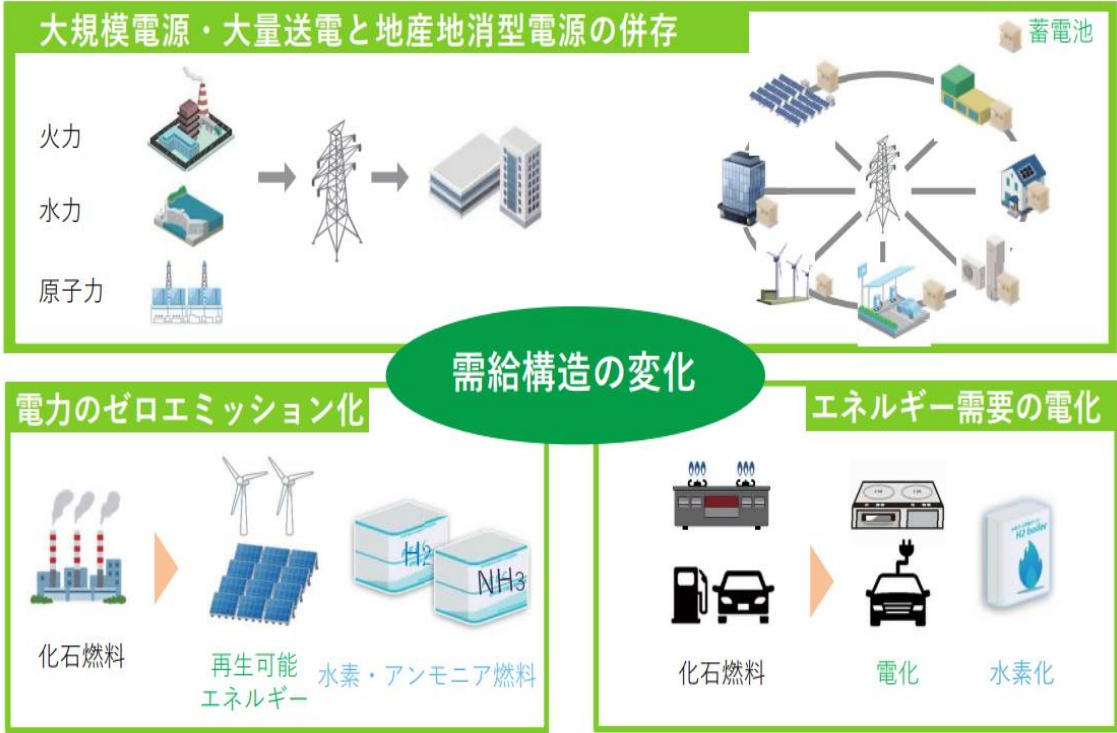 大規模電源・大量送電と地産地消型電源の併存
蓄電池
火力
水力
原子力
需給構造の変化
電力のゼロエミッション化
H2
NH3
化石燃料
再生可能
エネルギー
水素・アンモニア燃料
エネルギー需要の電化
H2 boiler
化石燃料
電化
水素化